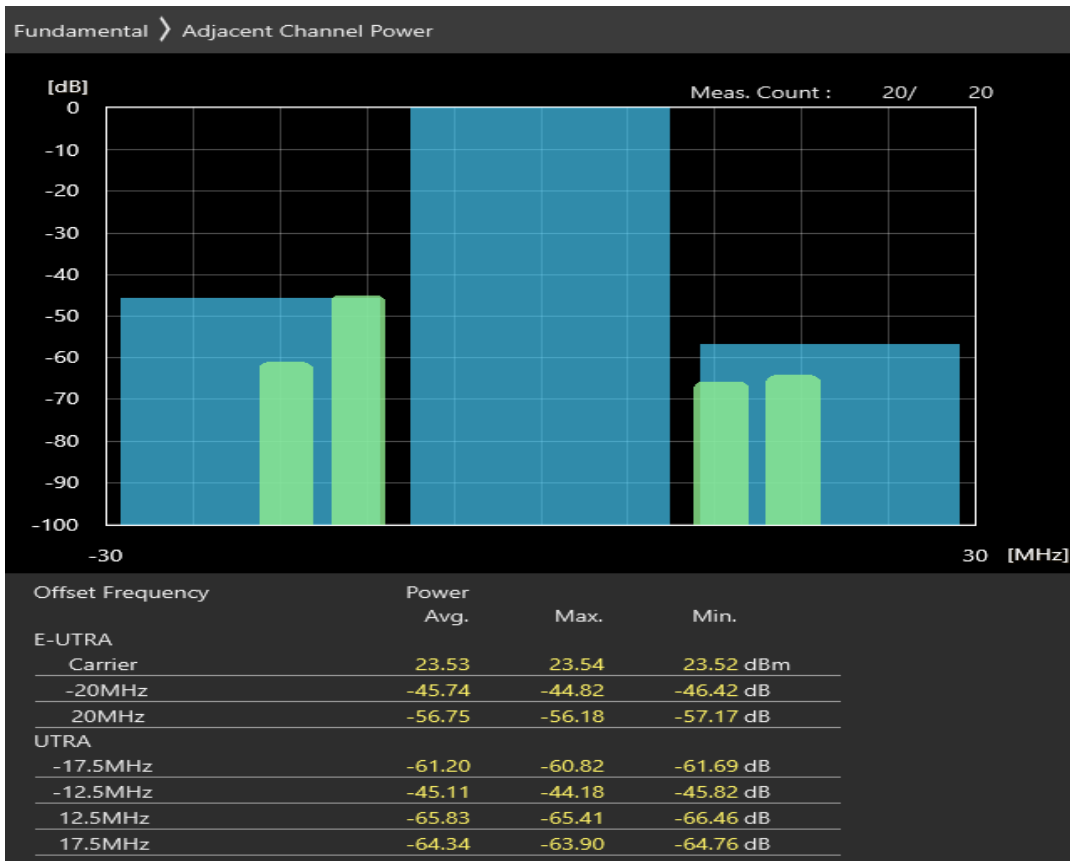 Fundamental ❭ Adjacent Channel Power
[dB]
Meas. Count : 20/ 20
0
-10
-20
-30
-40
-50
-60
-70
-80
-90
-100
-30 30 [MHz]
Offset Frequency Power
Avg. Max. Min.
E-UTRA
Carrier 23.53 23.54 23.52 dBm
-20MHz -45.74 -44.82 -46.42 dB
20MHz -56.75 -56.18 -57.17 dB
UTRA
-17.5MHz -61.20 -60.82 -61.69 dB
-12.5MHz -45.11 -44.18 -45.82 dB
12.5MHz -65.83 -65.41 -66.46 dB
17.5MHz -64.34 -63.90 -64.76 dB